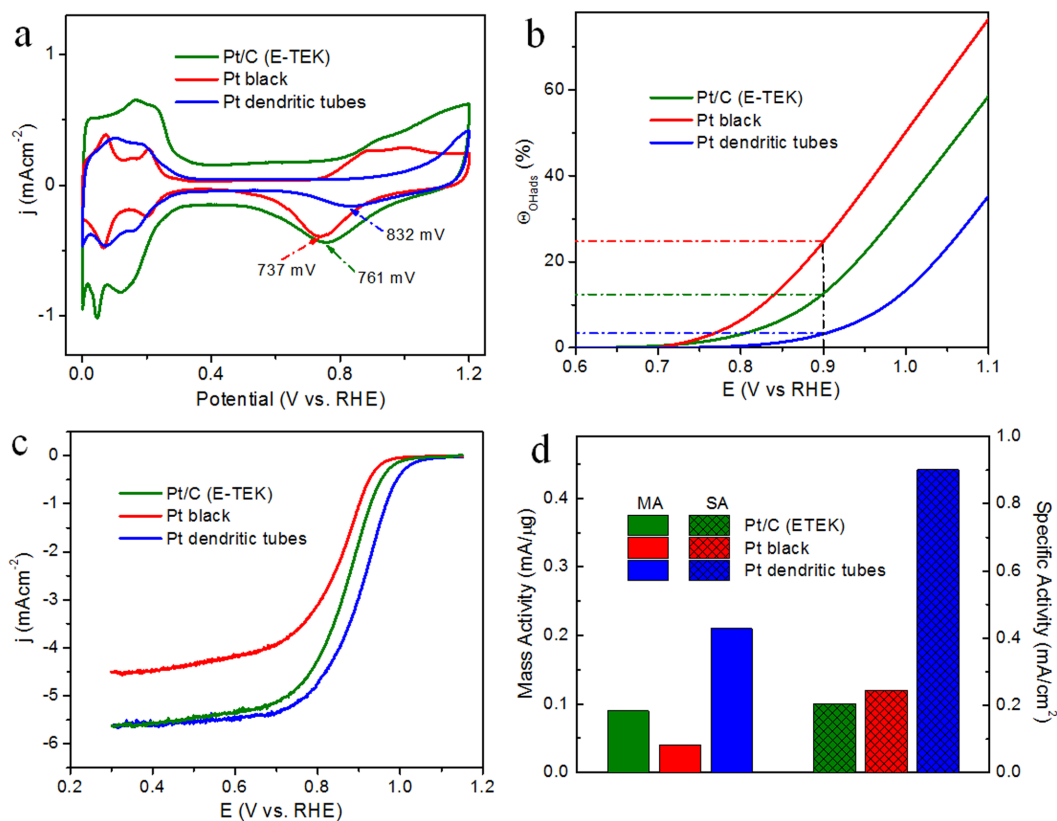 a
Pt/C (E-TEK)
Pt black
Pt dendritic tubes
832 mV
737 mV
761 mV
1
0
-1
j (mAcm-2)
0.0 0.4 0.8 1.2
Potential (V vs. RHE)
b
Pt/C (E-TEK)
Pt black
Pt dendritic tubes
60
40
20
0
ΘOHads (%)
0.6 0.7 0.8 0.9 1.0 1.1
E (V vs RHE)
c
Pt/C (E-TEK)
Pt black
Pt dendritic tubes
0
-1
-2
-3
-4
-5
-6
j (mAcm-2)
0.2 0.4 0.6 0.8 1.0 1.2
E (V vs. RHE)
d
MA SA
Pt/C (ETEK)
Pt black
Pt dendritic tubes
0.4
0.3
0.2
0.1
0.0
Mass Activity (mA/µg)
1.0
0.8
0.6
0.4
0.2
0.0
Specific Activity (mA/cm2)